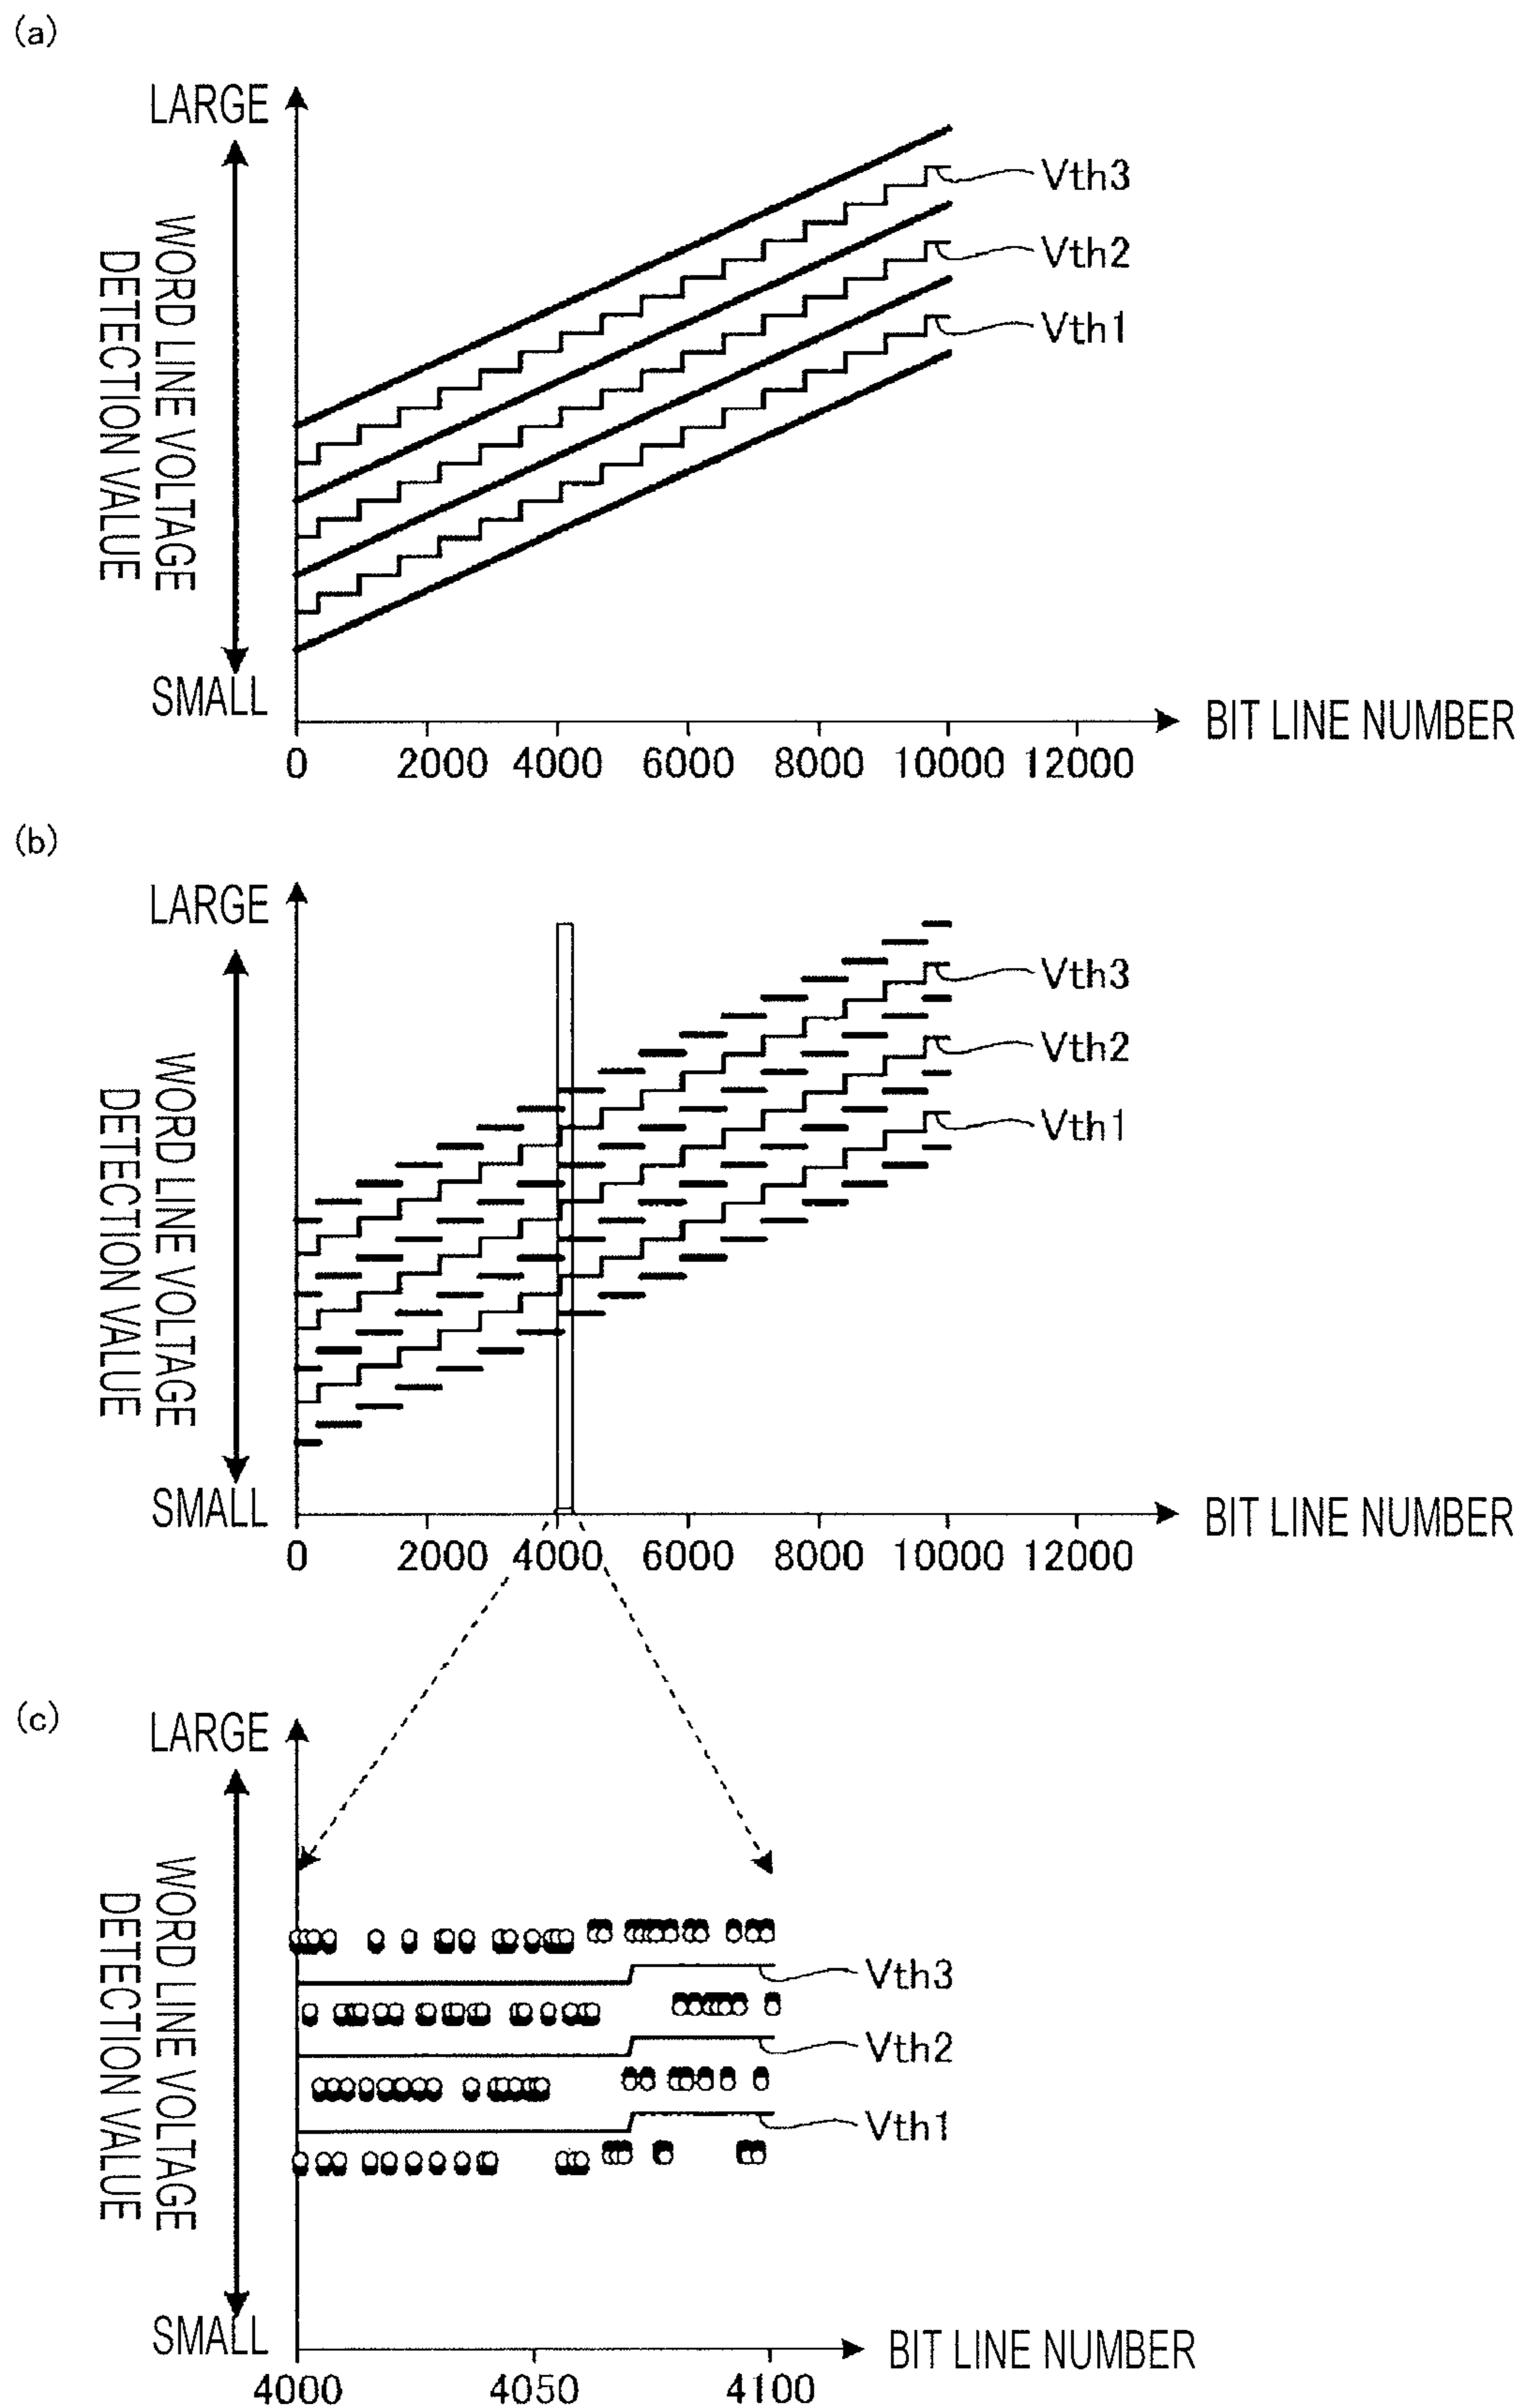 (a)
LARGE
WORD LINE VOLTAGE
DETECTION VALUE
SMALL
Vth3
Vth2
Vth1
0 2000 4000 6000 8000 10000 12000
BIT LINE NUMBER
(b)
LARGE
WORD LINE VOLTAGE
DETECTION VALUE
SMALL
Vth3
Vth2
Vth1
0 2000 4000 6000 8000 10000 12000
BIT LINE NUMBER
(c)
LARGE
WORD LINE VOLTAGE
DETECTION VALUE
SMALL
Vth3
Vth2
Vth1
4000 4050 4100
BIT LINE NUMBER